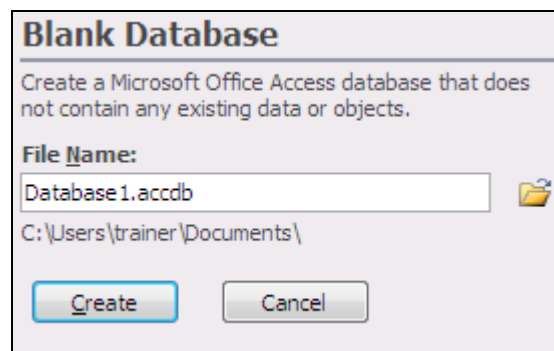 Blank Database
Create a Microsoft Office Access database that does
not contain any existing data or objects.
File Name:
Database1.accdb
C:\Users\trainer\Documents\
Create
Cancel